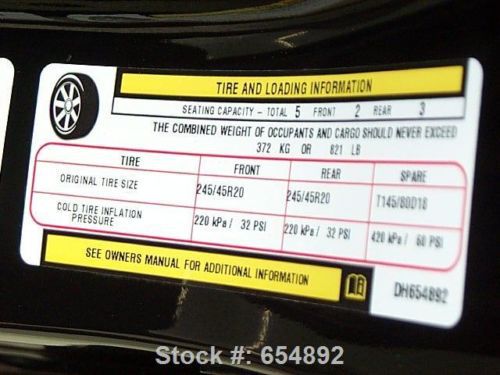 TIRE AND LOADING INFORMATION
SEATING CAPACITY - TOTAL 5 FRONT 2 REAR 3
THE COMBINED WEIGHT OF OCCUPANTS AND CARGO SHOULD NEVER EXCEED
372 KG OR 821 LB
TIRE FRONT REAR SPARE
ORIGINAL TIRE SIZE 245/45R20 245/45R20 T145/80D18
COLD TIRE INFLATION PRESSURE 220 kPa / 32 PSI 220 kPa / 32 PSI 420 kPa / 60 PSI
SEE OWNERS MANUAL FOR ADDITIONAL INFORMATION
DH654892
Stock #: 654892